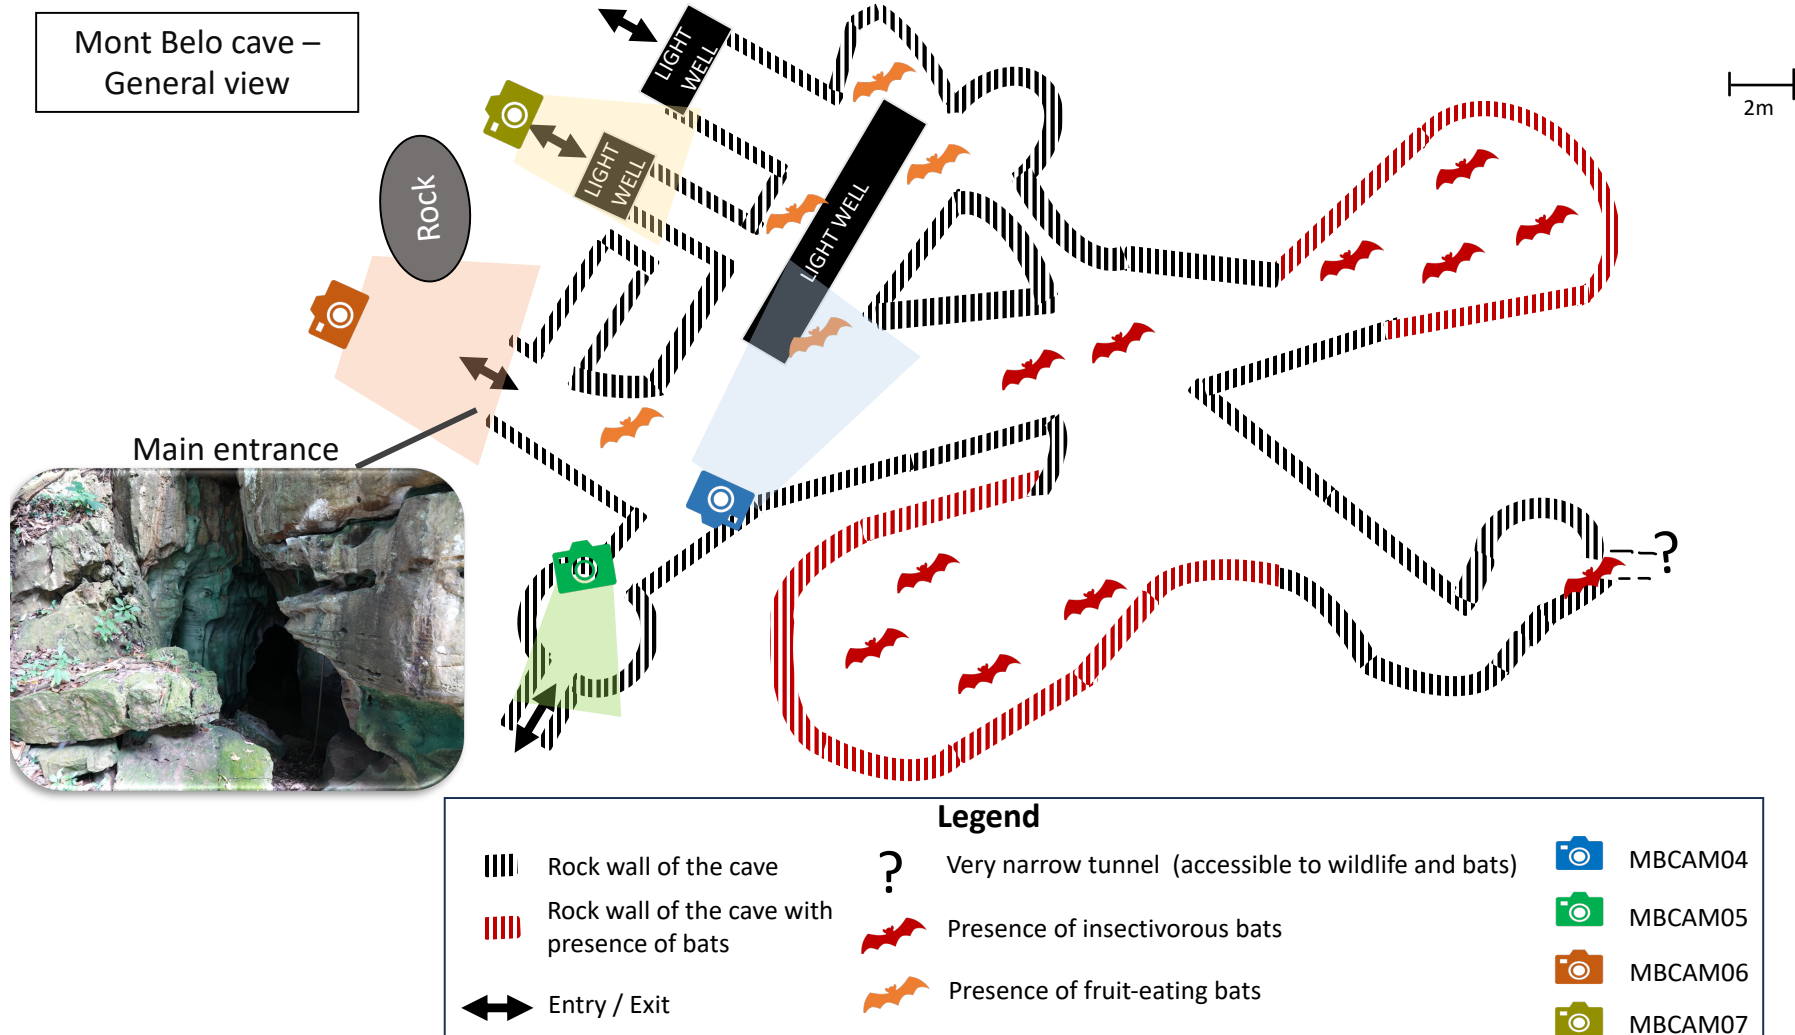 Mont Belo cave –
General view
LIGHT
WELL
LIGHT
WELL
Rock
LIGHT WELL
2m
Main entrance
?
Legend
Rock wall of the cave
Rock wall of the cave with
presence of bats
Entry / Exit
? Very narrow tunnel (accessible to wildlife and bats)
Presence of insectivorous bats
Presence of fruit-eating bats
MBCAM04
MBCAM05
MBCAM06
MBCAM07